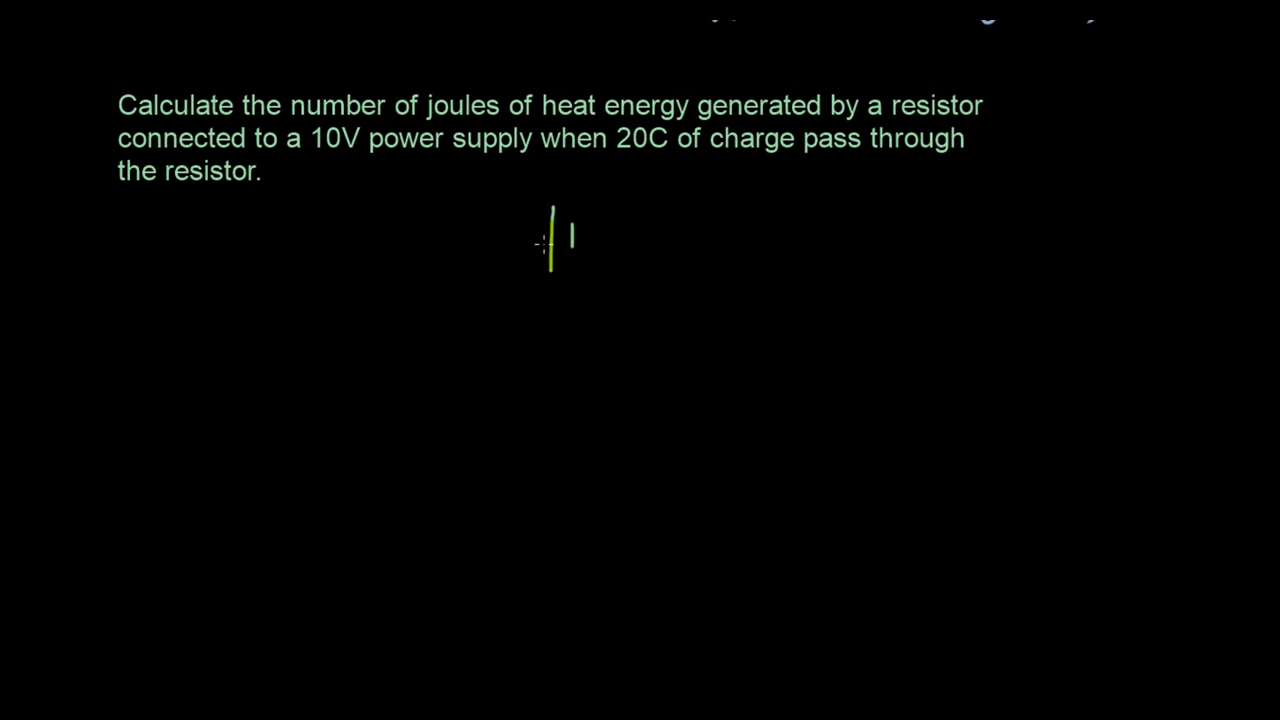 Calculate the number of joules of heat energy generated by a resistor
connected to a 10V power supply when 20C of charge pass through
the resistor.